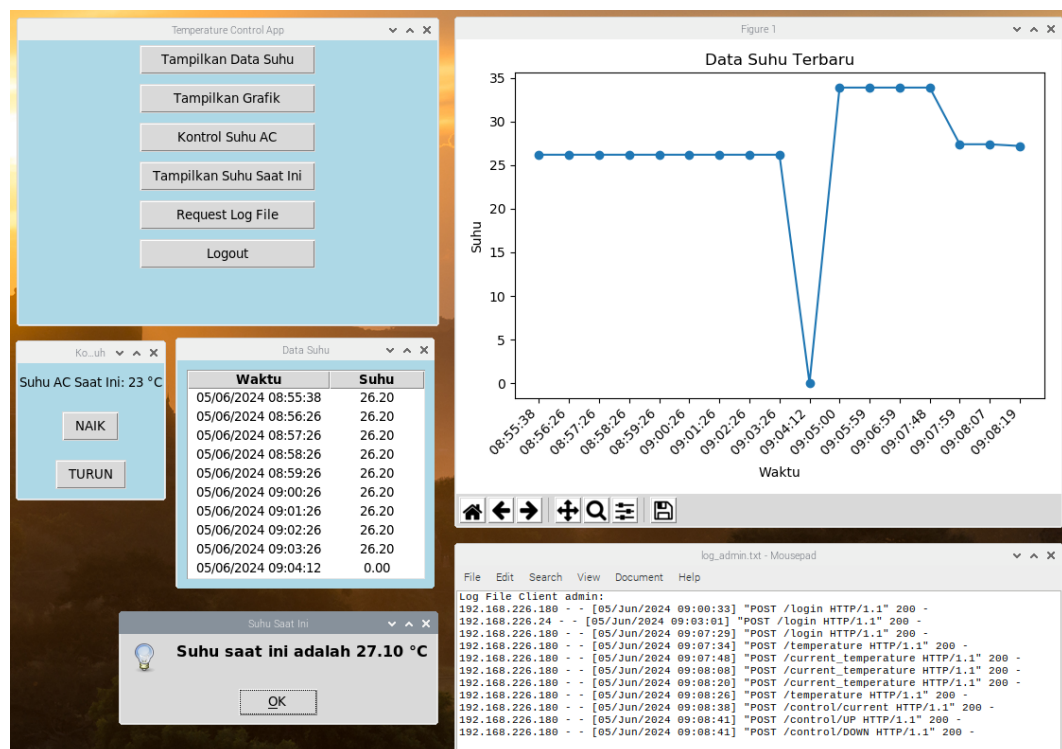 Temperature Control App
Tampilkan Data Suhu
Tampilkan Grafik
Kontrol Suhu AC
Tampilkan Suhu Saat Ini
Request Log File
Logout
Ko...uh
Suhu AC Saat Ini: 23 °C
NAIK
TURUN
Data Suhu
Waktu Suhu
05/06/2024 08:55:38 26.20
05/06/2024 08:56:26 26.20
05/06/2024 08:57:26 26.20
05/06/2024 08:58:26 26.20
05/06/2024 08:59:26 26.20
05/06/2024 09:00:26 26.20
05/06/2024 09:01:26 26.20
05/06/2024 09:02:26 26.20
05/06/2024 09:03:26 26.20
05/06/2024 09:04:12 0.00
Suhu Saat Ini
Suhu saat ini adalah 27.10 °C
OK
Figure 1
Data Suhu Terbaru
35
30
25
20
15
10
5
0
Suhu
08:55:38 08:56:26 08:57:26 08:58:26 08:59:26 09:00:26 09:01:26 09:02:26 09:03:26 09:04:12 09:05:00 09:05:59 09:06:59 09:07:48 09:07:59 09:08:07 09:08:19
Waktu
log_admin.txt - Mousepad
File Edit Search View Document Help
Log File Client admin:
192.168.226.180 - - [05/Jun/2024 09:00:33] "POST /login HTTP/1.1" 200 -
192.168.226.24 - - [05/Jun/2024 09:03:01] "POST /login HTTP/1.1" 200 -
192.168.226.180 - - [05/Jun/2024 09:07:29] "POST /login HTTP/1.1" 200 -
192.168.226.180 - - [05/Jun/2024 09:07:34] "POST /temperature HTTP/1.1" 200 -
192.168.226.180 - - [05/Jun/2024 09:07:48] "POST /current_temperature HTTP/1.1" 200 -
192.168.226.180 - - [05/Jun/2024 09:08:08] "POST /current_temperature HTTP/1.1" 200 -
192.168.226.180 - - [05/Jun/2024 09:08:20] "POST /current_temperature HTTP/1.1" 200 -
192.168.226.180 - - [05/Jun/2024 09:08:26] "POST /temperature HTTP/1.1" 200 -
192.168.226.180 - - [05/Jun/2024 09:08:38] "POST /control/current HTTP/1.1" 200 -
192.168.226.180 - - [05/Jun/2024 09:08:41] "POST /control/UP HTTP/1.1" 200 -
192.168.226.180 - - [05/Jun/2024 09:08:41] "POST /control/DOWN HTTP/1.1" 200 -